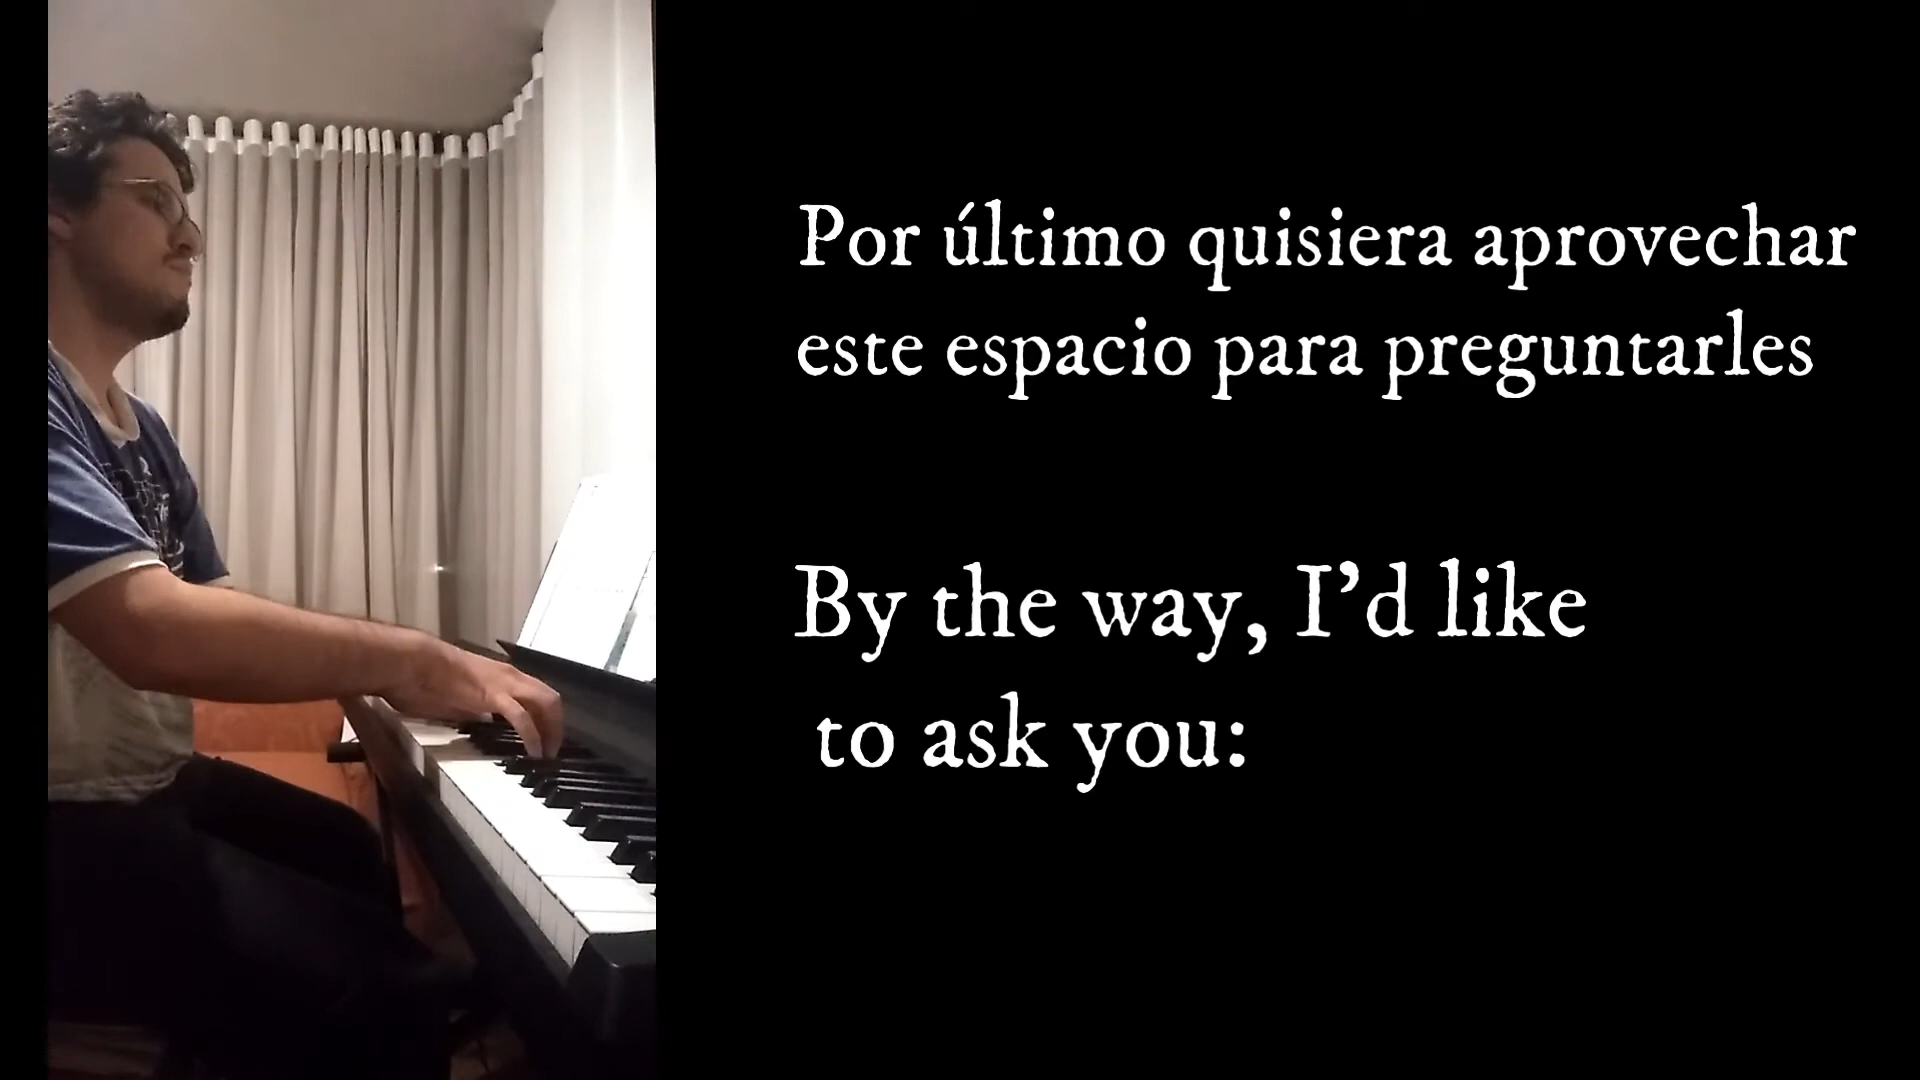 Por último quisiera aprovechar
este espacio para preguntarles
By the way, I’d like
to ask you: